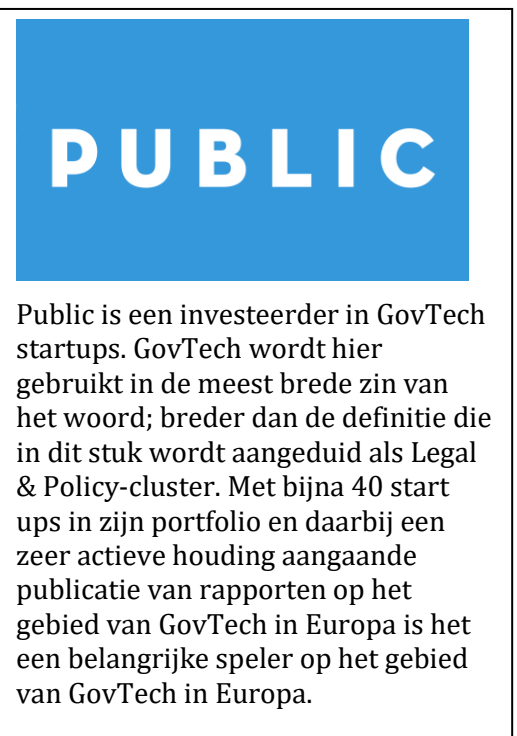 PUBLIC
Public is een investeerder in GovTech
startups. GovTech wordt hier
gebruikt in de meest brede zin van
het woord; breder dan de definitie die
in dit stuk wordt aangeduid als Legal
& Policy-cluster. Met bijna 40 start
ups in zijn portfolio en daarbij een
zeer actieve houding aangaande
publicatie van rapporten op het
gebied van GovTech in Europa is het
een belangrijke speler op het gebied
van GovTech in Europa.